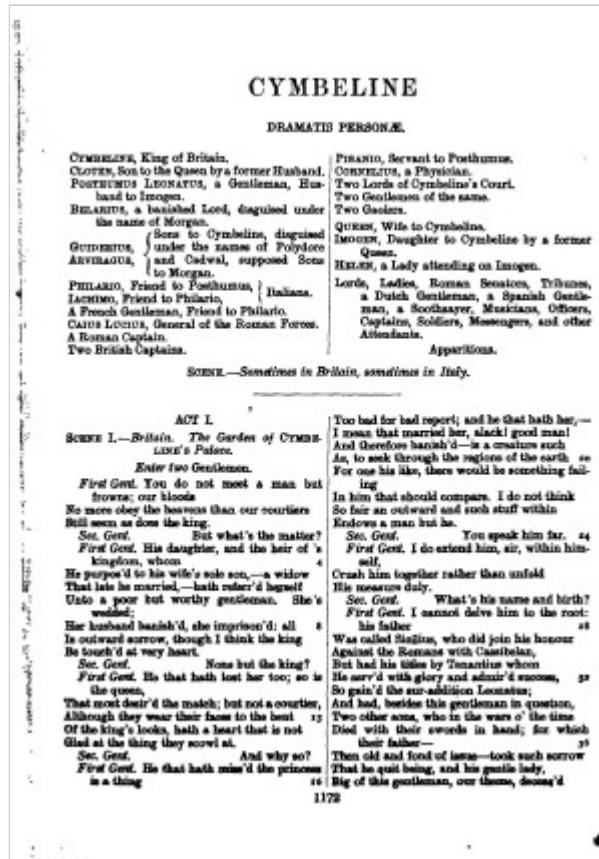 CYMBELINE
DRAMATIS PERSONÆ.
CYMBELINE, King of Britain.
CLOTEN, Son to the Queen by a former Husband.
POSTHUMUS LEONATUS, a Gentleman, Hus-
band to Imogen.
BELARIUS, a banished Lord, disguised under
the name of Morgan.
GUIDERIUS,
ARVIRAGUS,
Sons to Cymbeline, disguised
under the names of Polydore
and Cadwal, supposed Sons
to Morgan.
PHILARIO, Friend to Posthumus,
IACHIMO, Friend to Philario,
Italians.
A French Gentleman, Friend to Philario.
CAIUS LUCIUS, General of the Roman Forces.
A Roman Captain.
Two British Captains.
PISANIO, Servant to Posthumus.
CORNELIUS, a Physician.
Two Lords of Cymbeline's Court.
Two Gentlemen of the same.
Two Gaolers.
QUEEN, Wife to Cymbeline.
IMOGEN, Daughter to Cymbeline by a former
Queen.
HELEN, a Lady attending on Imogen.
Lords, Ladies, Roman Senators, Tribunes,
a Dutch Gentleman, a Spanish Gentle-
man, a Soothsayer, Musicians, Officers,
Captains, Soldiers, Messengers, and other
Attendants.
Apparitions.
SCENE.—Sometimes in Britain, sometimes in Italy.
ACT I.
SCENE I.—Britain. The Garden of CYMBE-
LINE'S Palace.
Enter two Gentlemen.
First Gent. You do not meet a man but
frowns; our bloods
No more obey the heavens than our courtiers
Still seem as does the king.
Sec. Gent. But what's the matter?
First Gent. His daughter, and the heir of 's
kingdom, whom 4
He purpos'd to his wife's sole son,—a widow
That late he married,—hath referr'd herself
Unto a poor but worthy gentleman. She's
wedded;
Her husband banish'd, she imprison'd: all 8
Is outward sorrow, though I think the king
Be touch'd at very heart.
Sec. Gent. None but the king?
First Gent. He that hath lost her too; so is
the queen,
That most desir'd the match; but not a courtier,
Although they wear their faces to the bent 13
Of the king's looks, hath a heart that is not
Glad at the thing they scowl at.
Sec. Gent. And why so?
First Gent. He that hath miss'd the princess
is a thing 16
Too bad for bad report; and he that hath her,—
I mean that married her, alack! good man!
And therefore banish'd—is a creature such
As, to seek through the regions of the earth 20
For one his like, there would be something fail-
ing
In him that should compare. I do not think
So fair an outward and such stuff within
Endows a man but he.
Sec. Gent. You speak him far. 24
First Gent. I do extend him, sir, within him-
self,
Crush him together rather than unfold
His measure duly.
Sec. Gent. What's his name and birth?
First Gent. I cannot delve him to the root:
his father 28
Was called Sicilius, who did join his honour
Against the Romans with Cassibelan,
But had his titles by Tenantius whom
He serv'd with glory and admir'd success, 32
So gain'd the sur-addition Leonatus;
And had, besides this gentleman in question,
Two other sons, who in the wars o' the time
Died with their swords in hand; for which
their father— 36
Then old and fond of issue—took such sorrow
That he quit being, and his gentle lady,
Big of this gentleman, our theme, deceas'd
1172